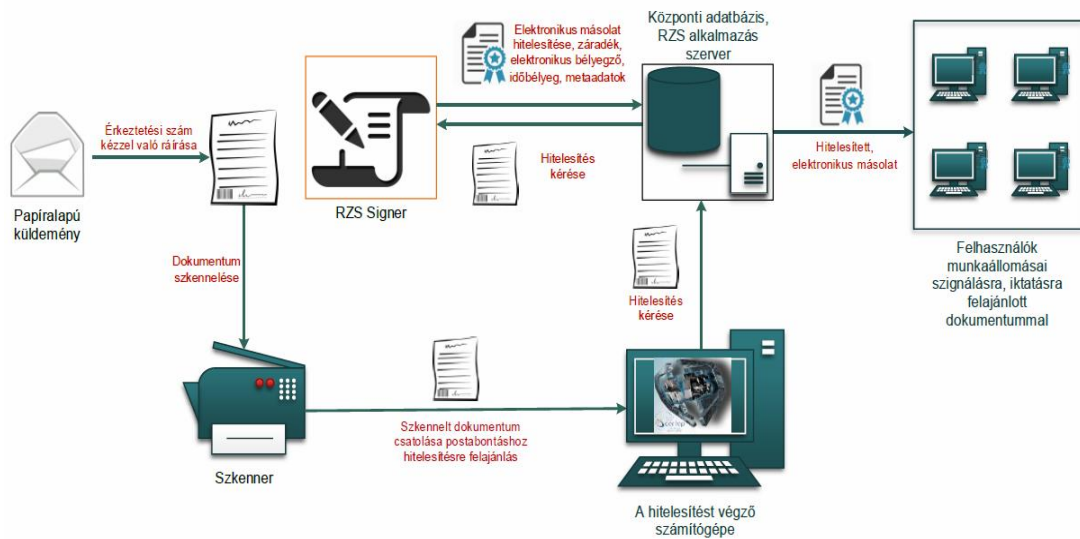 Elektronikus másolat
hitelesítése, záradék,
elektronikus bélyegző,
időbélyeg, metaadatok
Központi adatbázis,
RZS alkalmazás
szerver
Érkeztetési szám
kézzel való ráírása
Papíralapú
küldemény
RZS Signer
Hitelesítés
kérése
Hitelesített,
elektronikus másolat
Dokumentum
szkennelése
Hitelesítés
kérése
Felhasználók
munkaállomásai
szignálásra, iktatásra
felajánlott
dokumentummal
Szkennelt dokumentum
csatolása postabontáshoz
hitelesítésre felajánlás
Szkenner
A hitelesítést végző
számítógépe